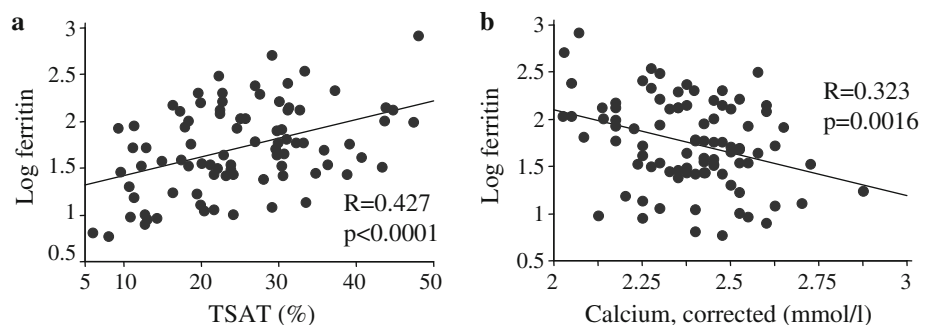 a
Log ferritin
3
2.5
2
1.5
1
0.5
5 10 20 30 40 50
TSAT (%)
R=0.427
p<0.0001
b
Log ferritin
3
2.5
2
1.5
1
0.5
2 2.25 2.5 2.75 3
Calcium, corrected (mmol/l)
R=0.323
p=0.0016